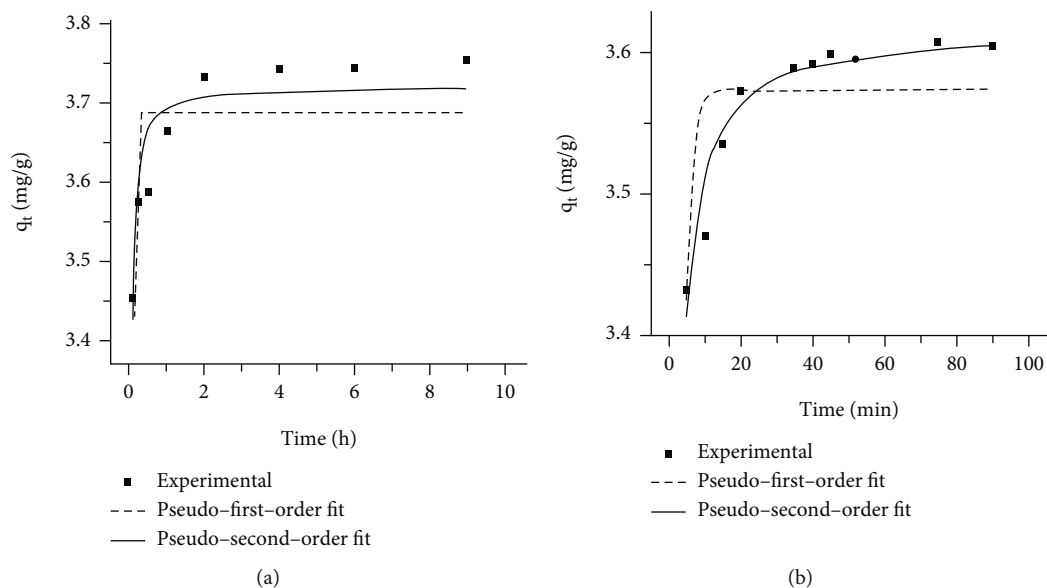 3.8
3.7
3.6
3.5
3.4
q_t (mg/g)
0 2 4 6 8 10
Time (h)
Experimental
Pseudo–first–order fit
Pseudo–second–order fit
(a)
3.6
3.5
3.4
q_t (mg/g)
0 20 40 60 80 100
Time (min)
Experimental
Pseudo–first–order fit
Pseudo–second–order fit
(b)